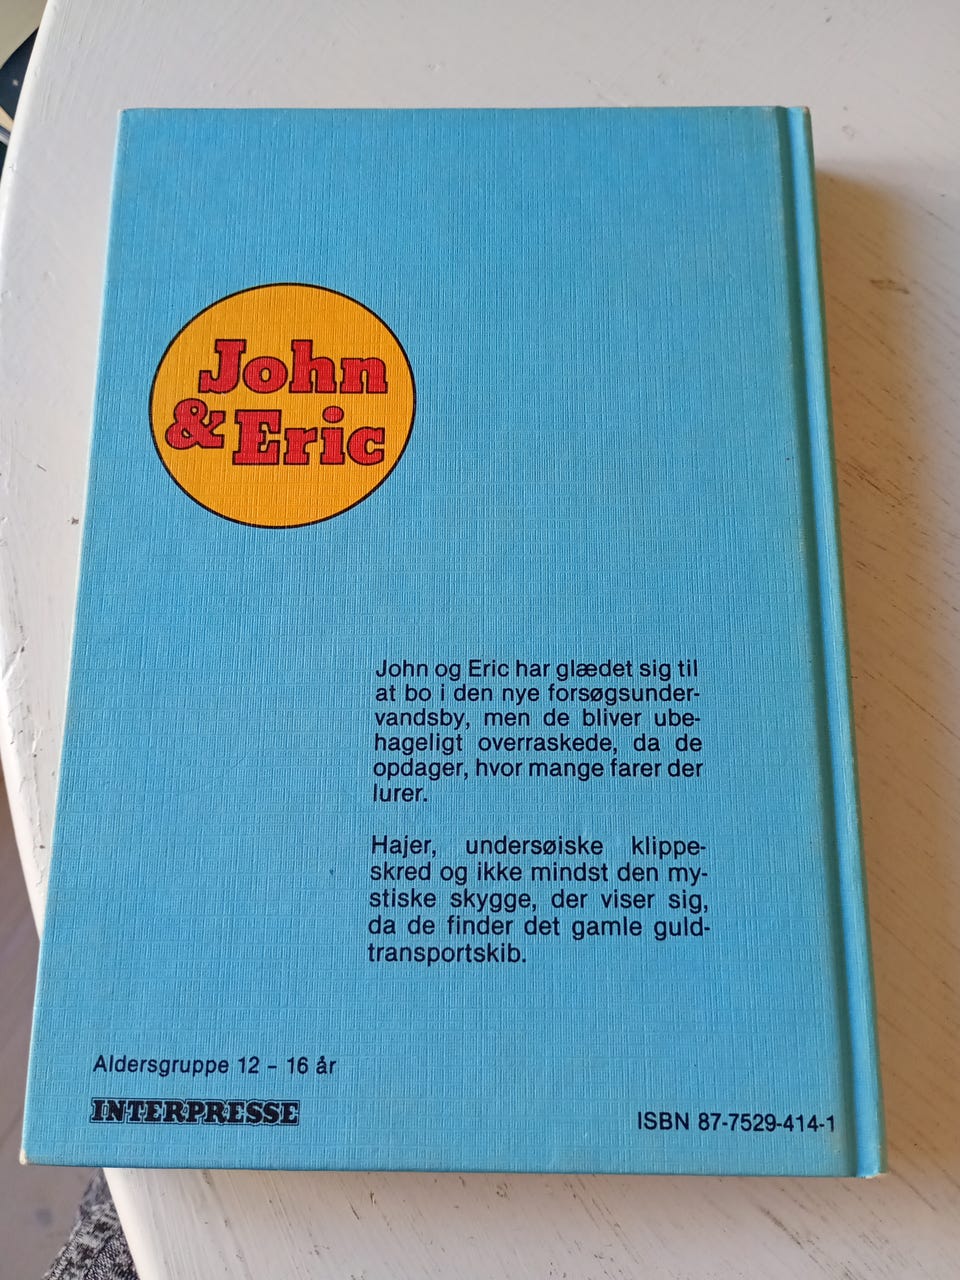 John
& Eric
John og Eric har glædet sig til
at bo i den nye forsøgsunder-
vandsby, men de bliver ube-
hageligt overraskede, da de
opdager, hvor mange farer der
lurer.
Hajer, undersøiske klippe-
skred og ikke mindst den my-
stiske skygge, der viser sig,
da de finder det gamle guld-
transportskib.
Aldersgruppe 12 - 16 år
INTERPRESSE
ISBN 87-7529-414-1